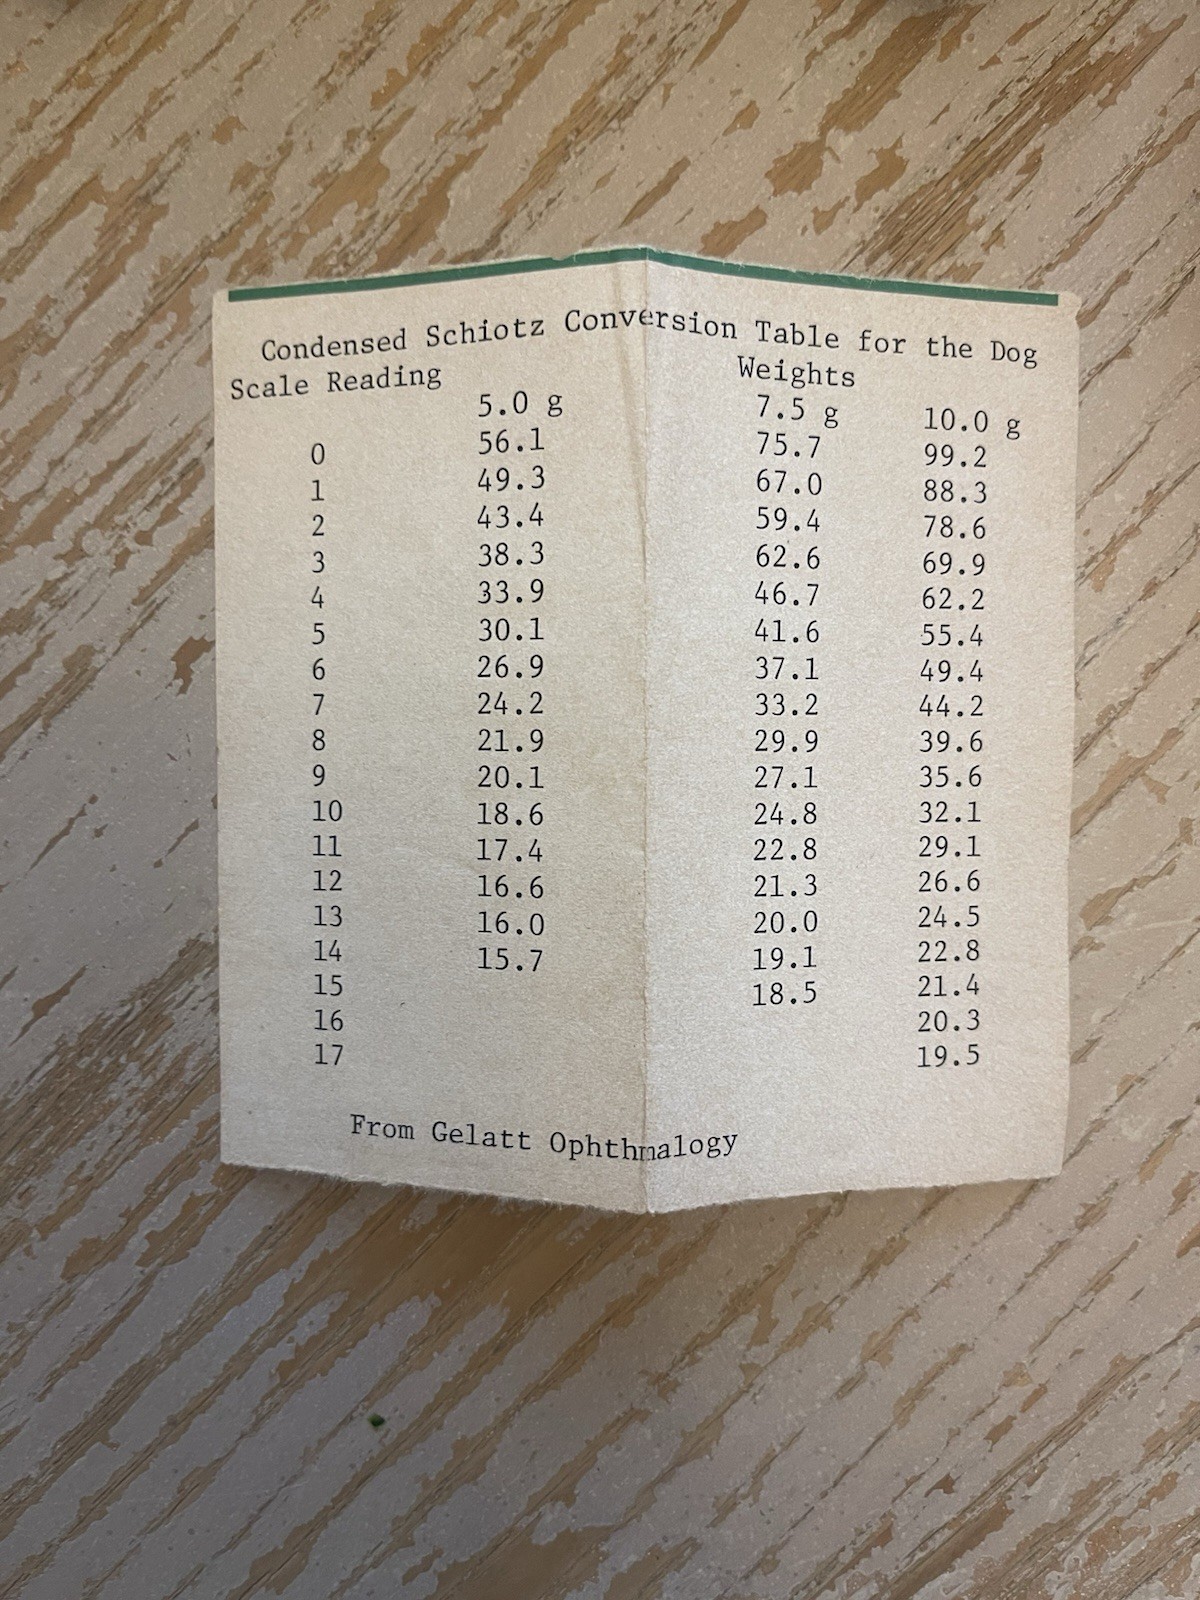 Condensed Schiotz Conversion Table for the Dog
Scale Reading Weights
5.0 g 7.5 g 10.0 g
0 56.1 75.7 99.2
1 49.3 67.0 88.3
2 43.4 59.4 78.6
3 38.3 62.6 69.9
4 33.9 46.7 62.2
5 30.1 41.6 55.4
6 26.9 37.1 49.4
7 24.2 33.2 44.2
8 21.9 29.9 39.6
9 20.1 27.1 35.6
10 18.6 24.8 32.1
11 17.4 22.8 29.1
12 16.6 21.3 26.6
13 16.0 20.0 24.5
14 15.7 19.1 22.8
15 18.5 21.4
16 20.3
17 19.5
From Gelatt Ophthmalogy